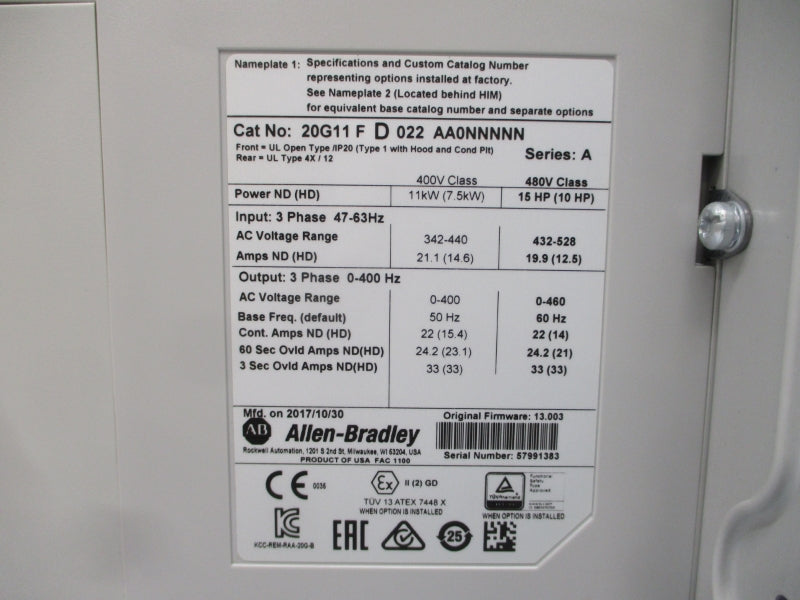 Nameplate 1: Specifications and Custom Catalog Number
representing options installed at factory.
See Nameplate 2 (Located behind HIM)
for equivalent base catalog number and separate options
Cat No: 20G11 F D 022 AA0NNNNN
Front = UL Open Type /IP20 (Type 1 with Hood and Cond Plt)
Rear = UL Type 4X / 12
Series: A
400V Class 480V Class
Power ND (HD) 11kW (7.5kW) 15 HP (10 HP)
Input: 3 Phase 47-63Hz
AC Voltage Range 342-440 432-528
Amps ND (HD) 21.1 (14.6) 19.9 (12.5)
Output: 3 Phase 0-400 Hz
AC Voltage Range 0-400 0-460
Base Freq. (default) 50 Hz 60 Hz
Cont. Amps ND (HD) 22 (15.4) 22 (14)
60 Sec Ovld Amps ND(HD) 24.2 (23.1) 24.2 (21)
3 Sec Ovld Amps ND(HD) 33 (33) 33 (33)
Mfd. on 2017/10/30 Original Firmware: 13.003
AB Allen-Bradley
Rockwell Automation, 1201 S 2nd St, Milwaukee, WI 53204, USA
PRODUCT OF USA FAC 1100
Serial Number: 57991383
CE 0035 Ex II (2) GD
TÜV 13 ATEX 7448 X
WHEN OPTION IS INSTALLED
Functional
Safety
Type
Approved
WHEN OPTION IS INSTALLED
KCC-REM-RAA-20G-B
EAC 25